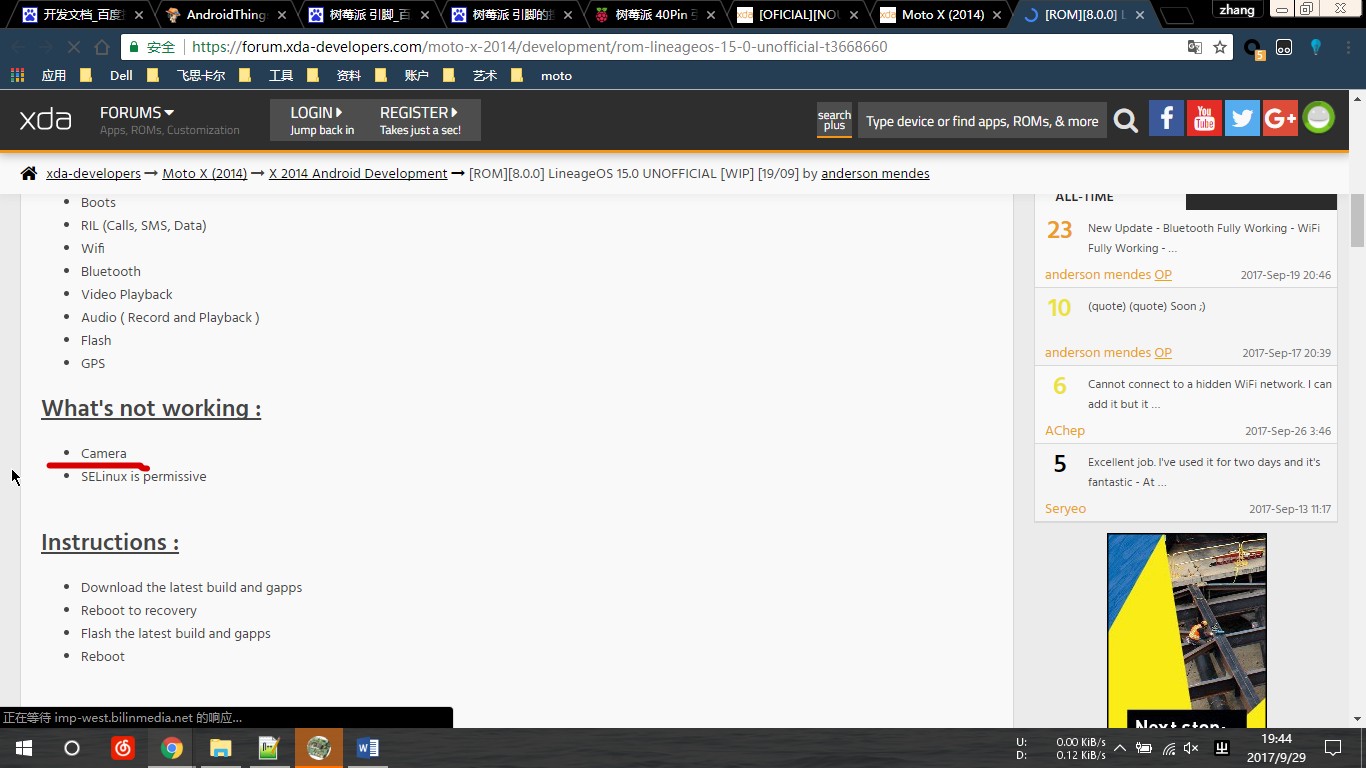 开发文档_百度
AndroidThing
树莓派 引脚_百
树莓派 引脚的
树莓派 40Pin
[OFICIAL][NOU
Moto X (2014)
[ROM][8.0.0] L
zhang
安全
https://forum.xda-developers.com/moto-x-2014/development/rom-lineageos-15-0-unofficial-t3668660
5
应用
Dell
飞思卡尔
工具
资料
账户
艺术
moto
xda
FORUMS
Apps, ROMs, Customization
LOGIN
Jump back in
REGISTER
Takes just a sec!
search
plus
Type device or find apps, ROMs, & more
You
Tube
G+
xda-developers → Moto X (2014) → X 2014 Android Development → [ROM][8.0.0] LineageOS 15.0 UNOFFICIAL [WIP] [19/09] by anderson mendes
Boots
RIL (Calls, SMS, Data)
Wifi
Bluetooth
Video Playback
Audio ( Record and Playback )
Flash
GPS
What's not working :
Camera
SELinux is permissive
Instructions :
Download the latest build and gapps
Reboot to recovery
Flash the latest build and gapps
Reboot
ALL-TIME
23
New Update - Bluetooth Fully Working - WiFi
Fully Working - ...
anderson mendes OP
2017-Sep-19 20:46
10
(quote) (quote) Soon ;)
anderson mendes OP
2017-Sep-17 20:39
6
Cannot connect to a hidden WiFi network. I can
add it but it ...
AChep
2017-Sep-26 3:46
5
Excellent job. I've used it for two days and it's
fantastic - At ...
Seryeo
2017-Sep-13 11:17
Next step.
正在等待 imp-west.bilinmedia.net 的响应...
U: 0.00 KiB/s
D: 0.12 KiB/s
19:44
2017/9/29